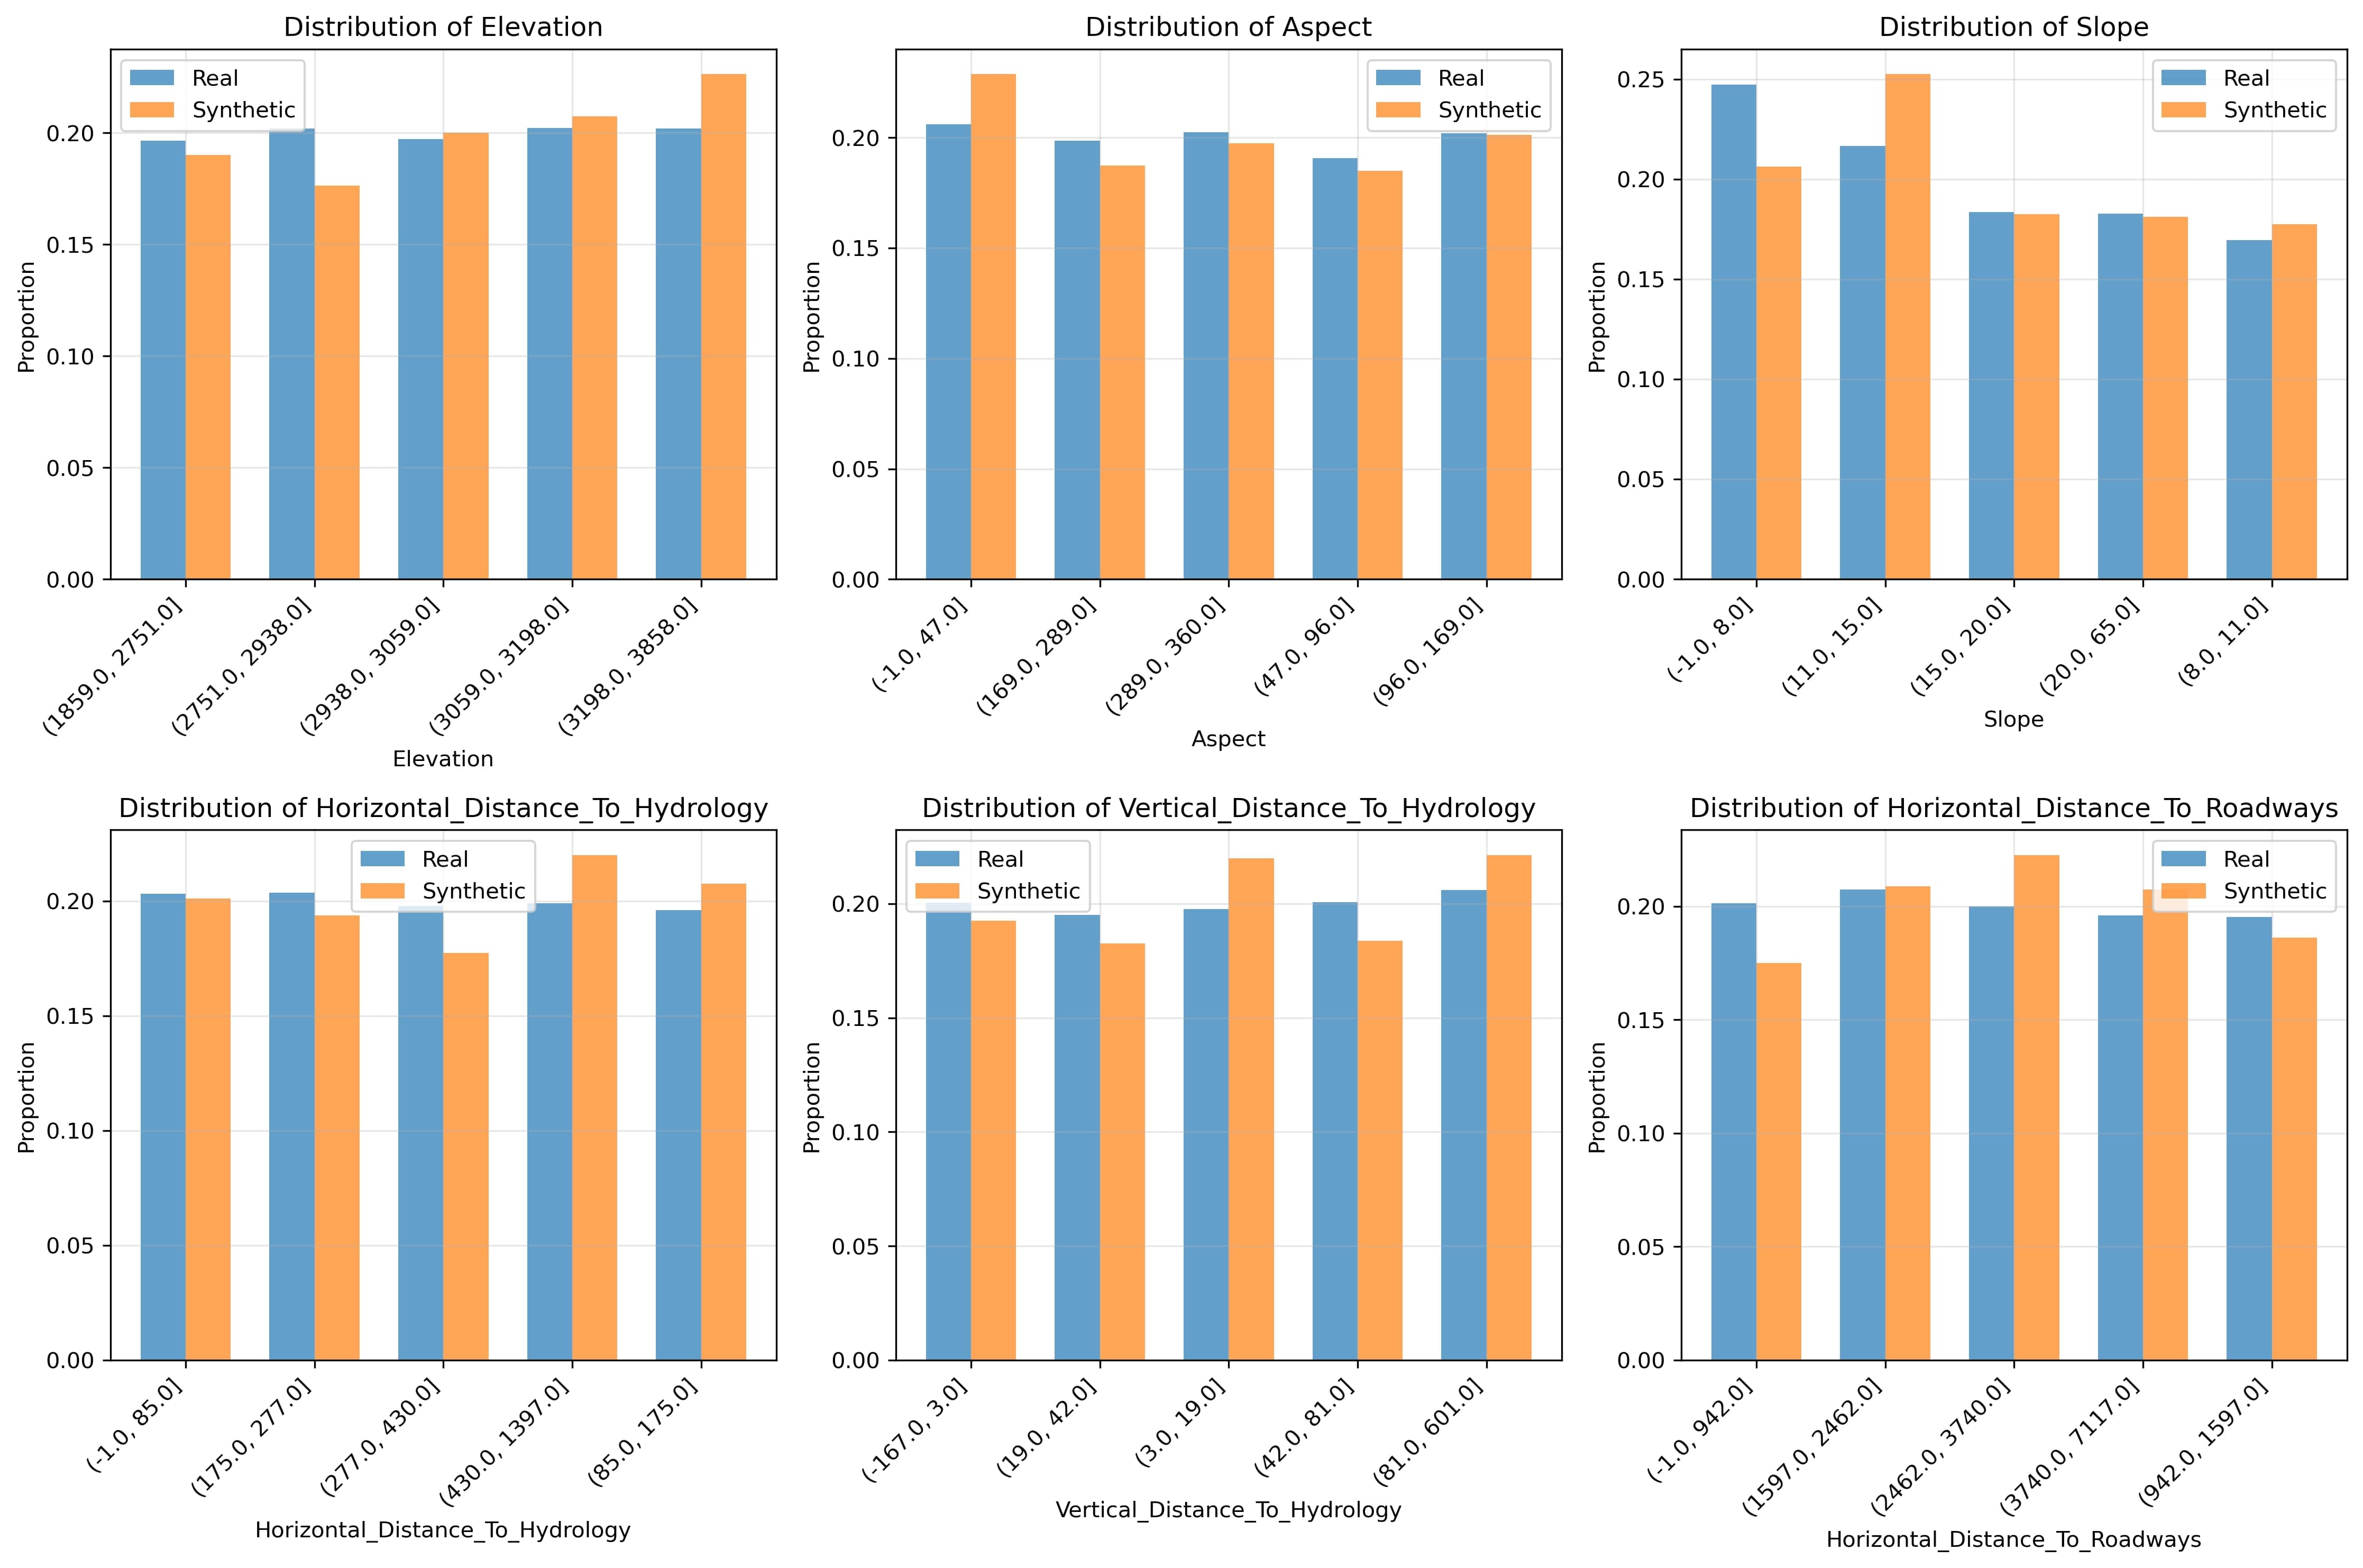 Distribution of Elevation
Real
Synthetic
0.20
0.15
0.10
0.05
0.00
Proportion
(1859.0, 2751.0]
(2751.0, 2938.0]
(2938.0, 3059.0]
(3059.0, 3198.0]
(3198.0, 3858.0]
Elevation
Distribution of Aspect
Real
Synthetic
0.20
0.15
0.10
0.05
0.00
Proportion
(-1.0, 47.0]
(169.0, 289.0]
(289.0, 360.0]
(47.0, 96.0]
(96.0, 169.0]
Aspect
Distribution of Slope
Real
Synthetic
0.25
0.20
0.15
0.10
0.05
0.00
Proportion
(-1.0, 8.0]
(11.0, 15.0]
(15.0, 20.0]
(20.0, 65.0]
(8.0, 11.0]
Slope
Distribution of Horizontal_Distance_To_Hydrology
Real
Synthetic
0.20
0.15
0.10
0.05
0.00
Proportion
(-1.0, 85.0]
(175.0, 277.0]
(277.0, 430.0]
(430.0, 1397.0]
(85.0, 175.0]
Horizontal_Distance_To_Hydrology
Distribution of Vertical_Distance_To_Hydrology
Real
Synthetic
0.20
0.15
0.10
0.05
0.00
Proportion
(-167.0, 3.0]
(19.0, 42.0]
(3.0, 19.0]
(42.0, 81.0]
(81.0, 601.0]
Vertical_Distance_To_Hydrology
Distribution of Horizontal_Distance_To_Roadways
Real
Synthetic
0.20
0.15
0.10
0.05
0.00
Proportion
(-1.0, 942.0]
(1597.0, 2462.0]
(2462.0, 3740.0]
(3740.0, 7117.0]
(942.0, 1597.0]
Horizontal_Distance_To_Roadways